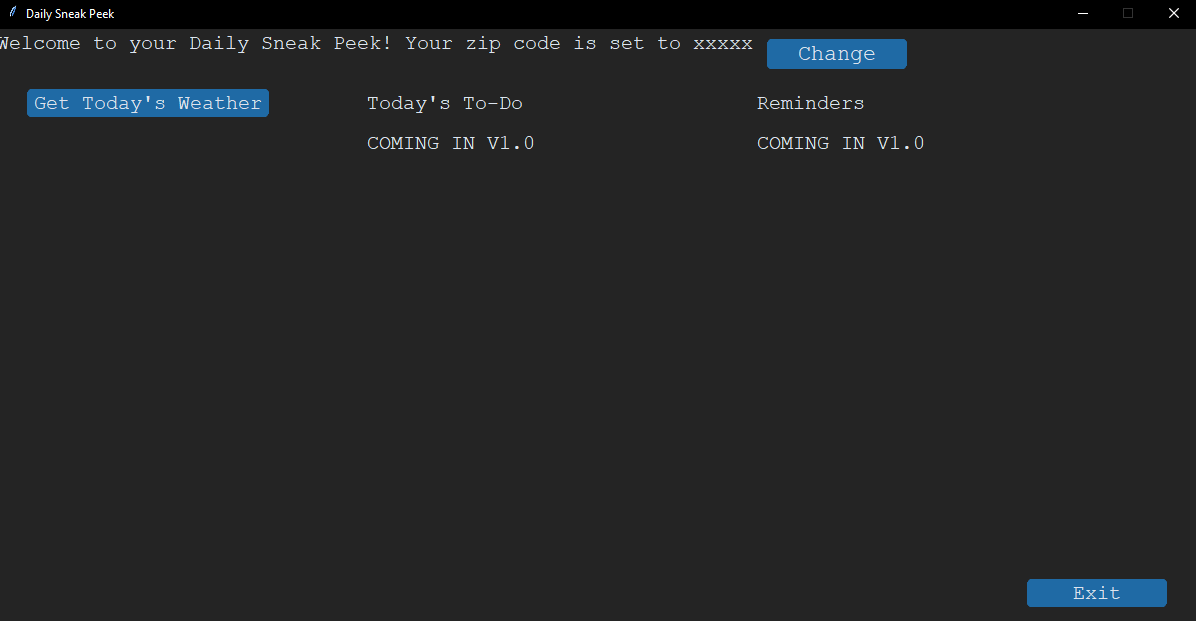 Daily Sneak Peek
Welcome to your Daily Sneak Peek! Your zip code is set to xxxxx Change
Get Today's Weather Today's To-Do Reminders
COMING IN V1.0 COMING IN V1.0
Exit